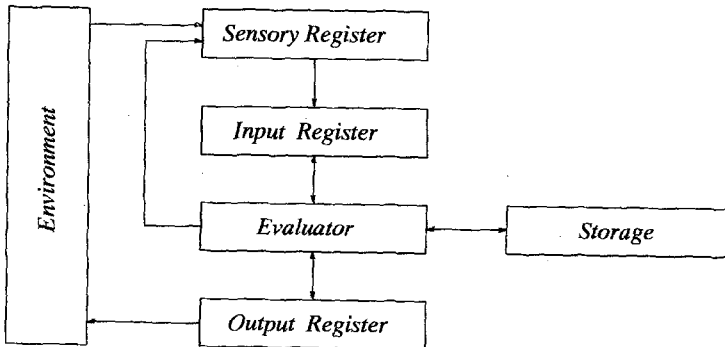 Sensory Register
Input Register
Environment
Evaluator
Storage
Output Register